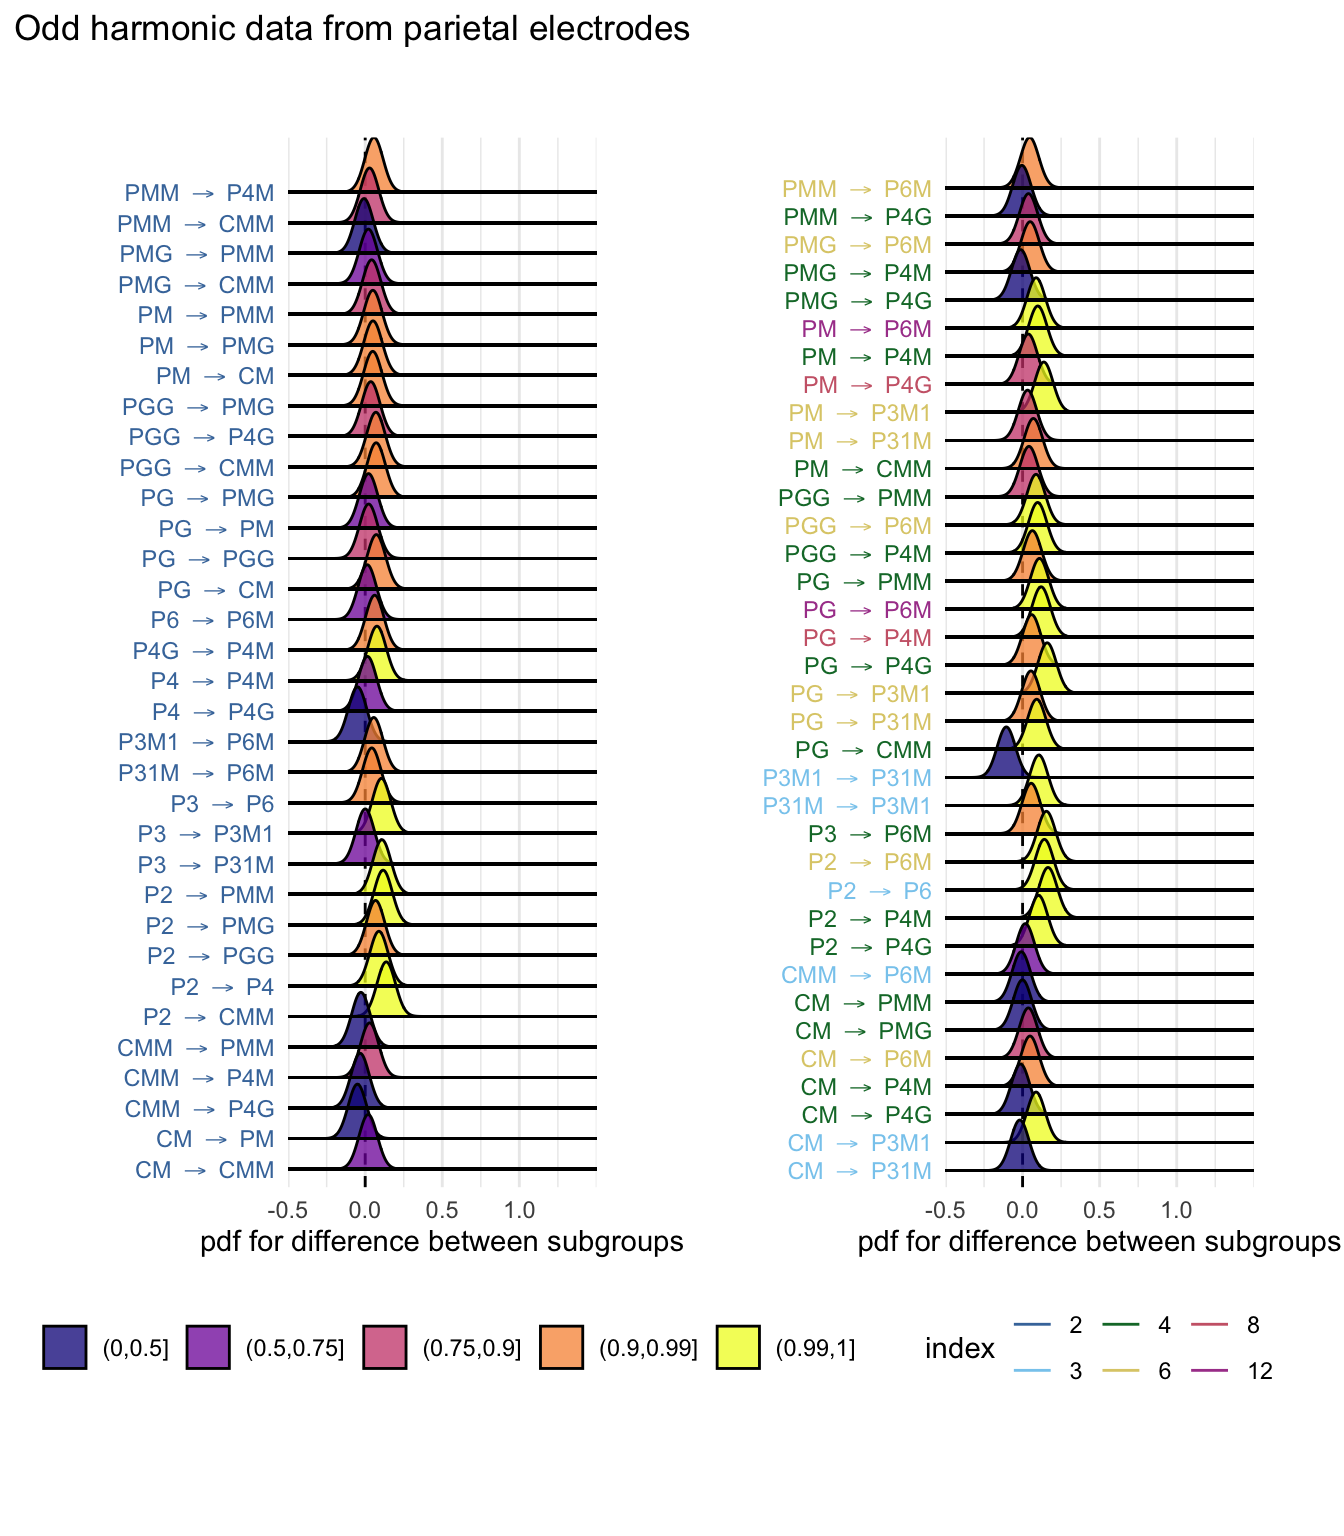 Odd harmonic data from parietal electrodes
PMM → P4M
PMM → CMM
PMG → PMM
PMG → CMM
PM → PMM
PM → PMG
PM → CM
PGG → PMG
PGG → P4G
PGG → CMM
PG → PMG
PG → PM
PG → PGG
PG → CM
P6 → P6M
P4G → P4M
P4 → P4M
P4 → P4G
P3M1 → P6M
P31M → P6M
P3 → P6
P3 → P3M1
P3 → P31M
P2 → PMM
P2 → PMG
P2 → PGG
P2 → P4
P2 → CMM
CMM → PMM
CMM → P4M
CMM → P4G
CM → PM
CM → CMM
-0.5 0.0 0.5 1.0
pdf for difference between subgroups
PMM → P6M
PMM → P4G
PMG → P6M
PMG → P4M
PMG → P4G
PM → P6M
PM → P4M
PM → P4G
PM → P3M1
PM → P31M
PM → CMM
PGG → PMM
PGG → P6M
PGG → P4M
PG → PMM
PG → P6M
PG → P4M
PG → P4G
PG → P3M1
PG → P31M
PG → CMM
P3M1 → P31M
P31M → P3M1
P3 → P6M
P2 → P6M
P2 → P6
P2 → P4M
P2 → P4G
CMM → P6M
CM → PMM
CM → PMG
CM → P6M
CM → P4M
CM → P4G
CM → P3M1
CM → P31M
-0.5 0.0 0.5 1.0
pdf for difference between subgroups
(0,0.5] (0.5,0.75] (0.75,0.9] (0.9,0.99] (0.99,1]
index
2 4 8
3 6 12